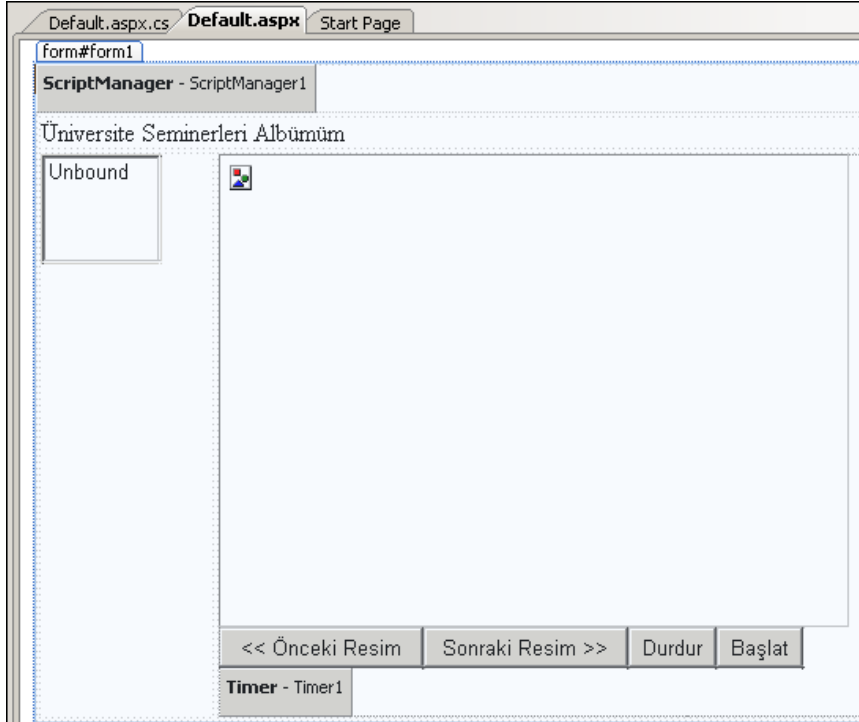 Default.aspx.cs Default.aspx Start Page
form#form1
ScriptManager - ScriptManager1
Üniversite Seminerleri Albümüm
Unbound
<< Önceki Resim Sonraki Resim >> Durdur Başlat
Timer - Timer1